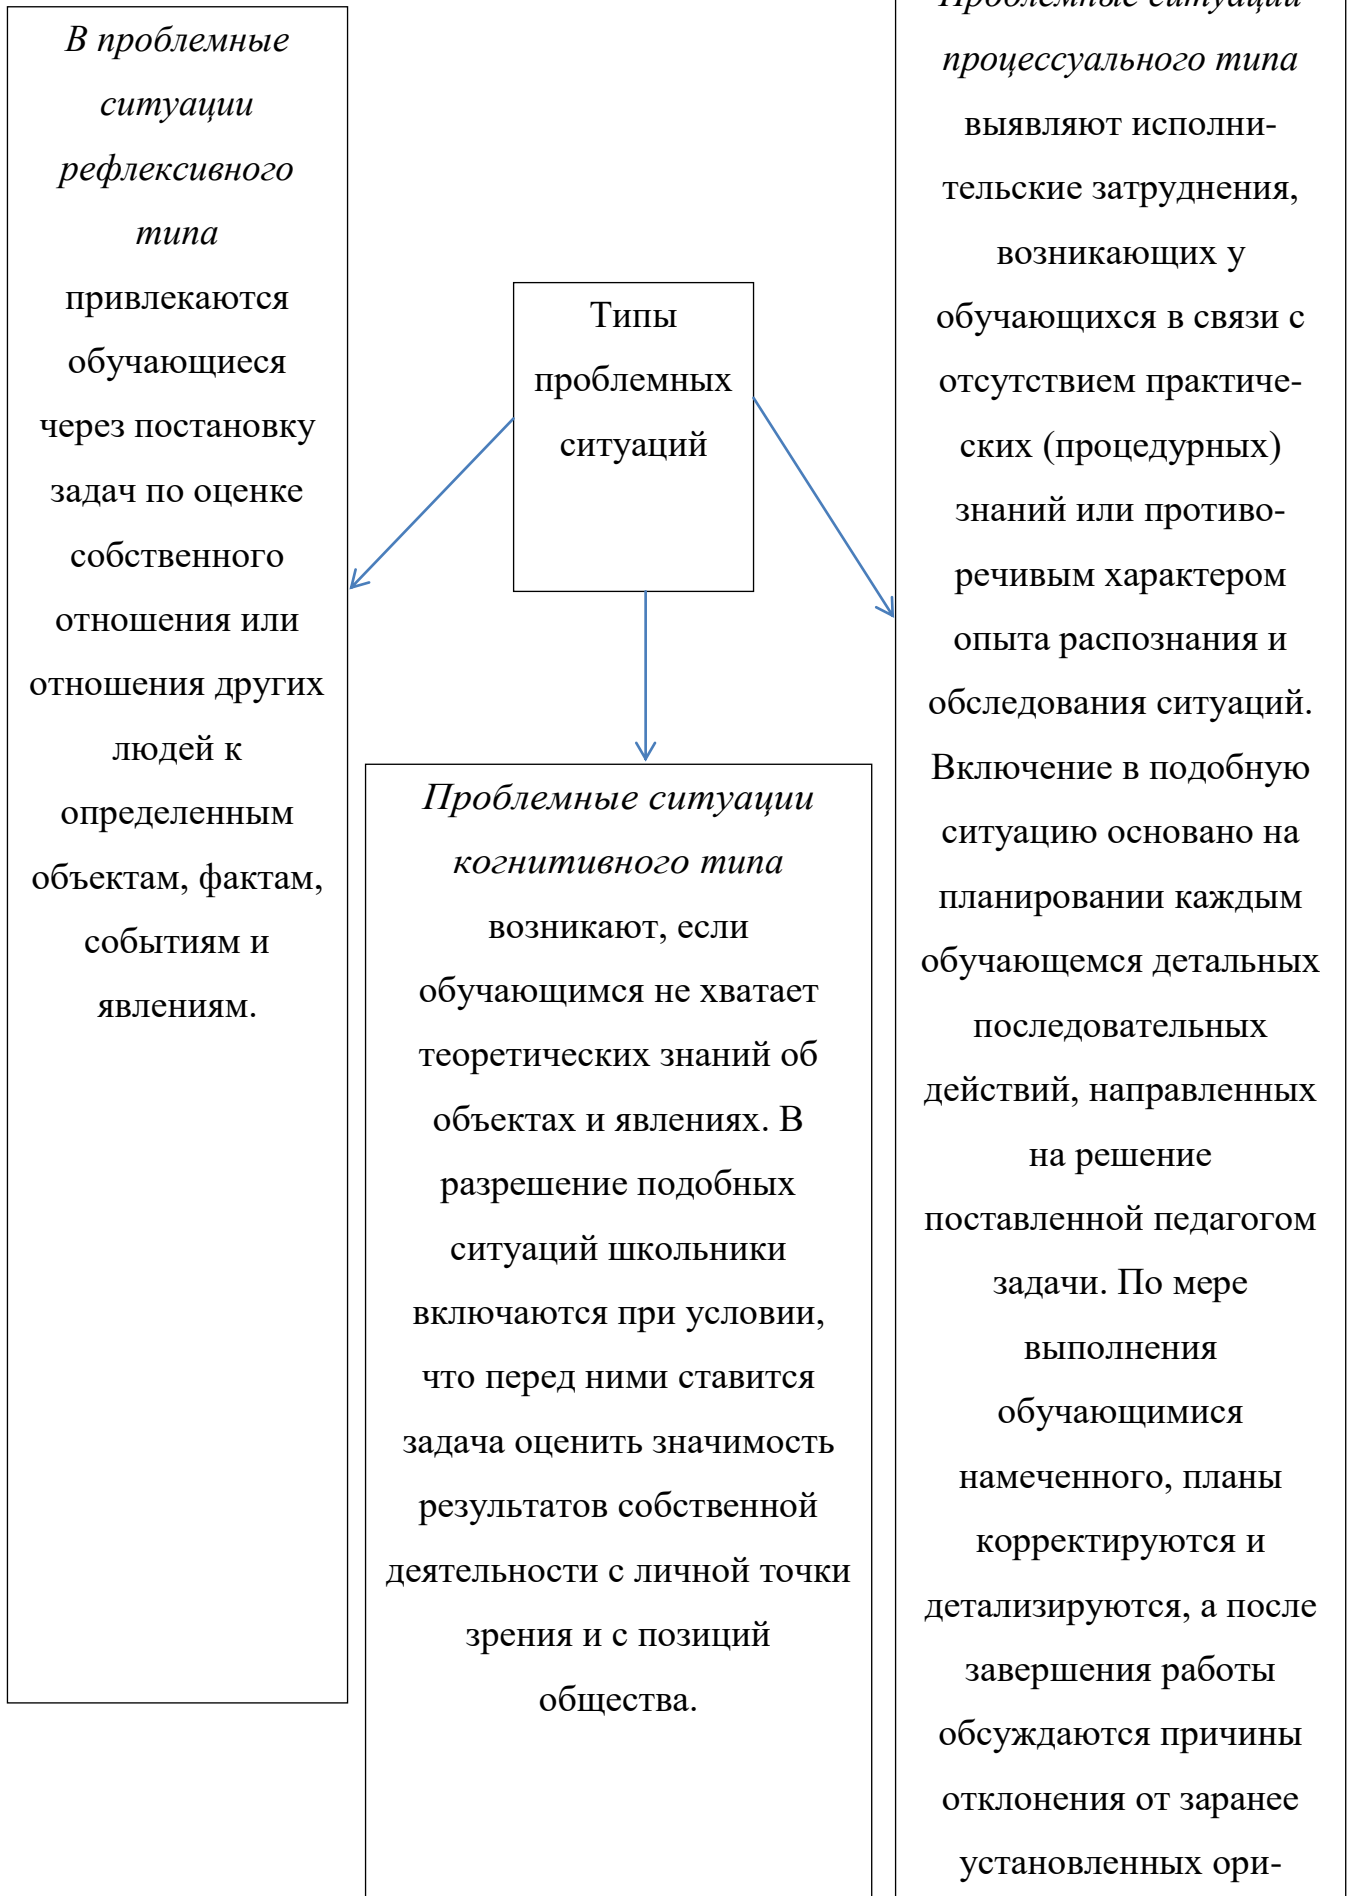 В проблемные
ситуации
рефлексивного
типа
привлекаются
обучающиеся
через постановку
задач по оценке
собственного
отношения или
отношения других
людей к
определенным
объектам, фактам,
событиям и
явлениям.
Типы
проблемных
ситуаций
Проблемные ситуации
когнитивного типа
возникают, если
обучающимся не хватает
теоретических знаний об
объектах и явлениях. В
разрешение подобных
ситуаций школьники
включаются при условии,
что перед ними ставится
задача оценить значимость
результатов собственной
деятельности с личной точки
зрения и с позиций
общества.
Проблемные ситуации
процессуального типа
выявляют исполни-
тельские затруднения,
возникающих у
обучающихся в связи с
отсутствием практиче-
ских (процедурных)
знаний или противо-
речивым характером
опыта распознания и
обследования ситуаций.
Включение в подобную
ситуацию основано на
планировании каждым
обучающемся детальных
последовательных
действий, направленных
на решение
поставленной педагогом
задачи. По мере
выполнения
обучающимися
намеченного, планы
корректируются и
детализируются, а после
завершения работы
обсуждаются причины
отклонения от заранее
установленных ори-